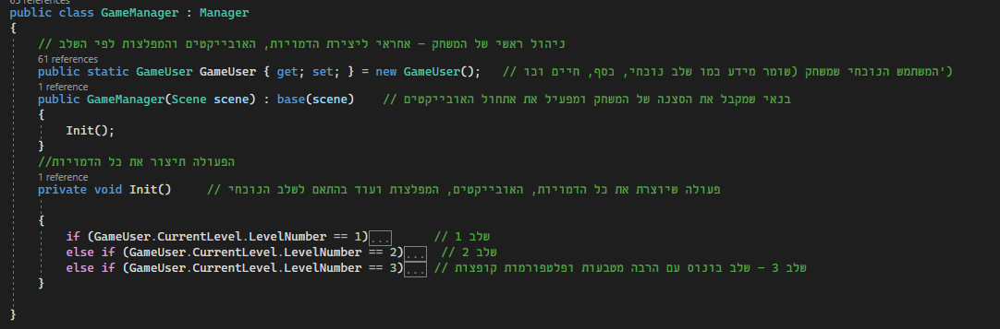 65 references
public class GameManager : Manager
{
// ניהול ראשי של המשחק – אחראי ליצירת הדמויות, האובייקטים והמפלצות לפי השלב
61 references
public static GameUser GameUser { get; set; } = new GameUser(); // המשתמש הנוכחי שמשחק (שומר מידע כמו שלב נוכחי, כסף, חיים וכו')
1 reference
public GameManager(Scene scene) : base(scene) // בנאי שמקבל את הסצנה של המשחק ומפעיל את אתחול האובייקטים
{
Init();
}
//הפעולה תיצור את כל הדמויות
1 reference
private void Init() // פעולה שיוצרת את כל הדמויות, האובייקטים, המפלצות ועוד בהתאם לשלב הנוכחי
{
if (GameUser.CurrentLevel.LevelNumber == 1)... // שלב 1
else if (GameUser.CurrentLevel.LevelNumber == 2)... // שלב 2
else if (GameUser.CurrentLevel.LevelNumber == 3)... // שלב 3 – שלב בונוס עם הרבה מטבעות ופלטפורמות קופצות
}
}